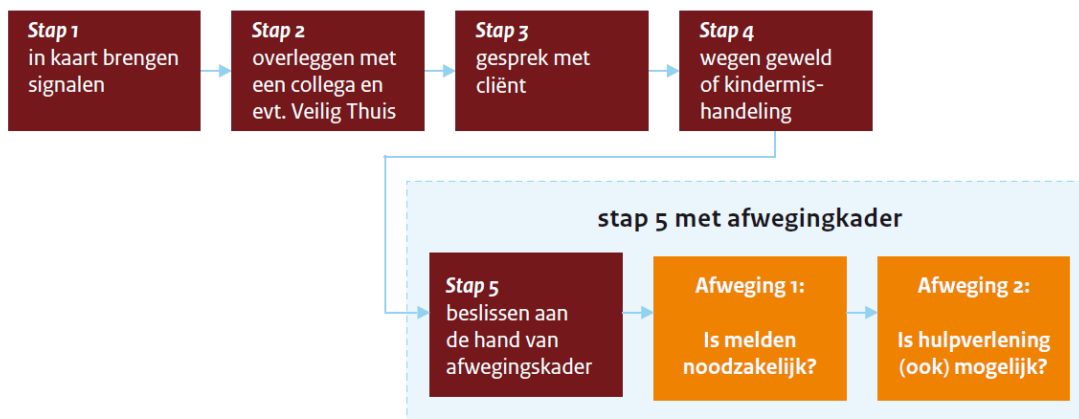 Stap 1
in kaart brengen
signalen
Stap 2
overleggen met
een collega en
evt. Veilig Thuis
Stap 3
gesprek met
cliënt
Stap 4
wegen geweld
of kindermis-
handeling
stap 5 met afwegingkader
Stap 5
beslissen aan
de hand van
afwegingskader
Afweging 1:
Is melden
noodzakelijk?
Afweging 2:
Is hulpverlening
(ook) mogelijk?